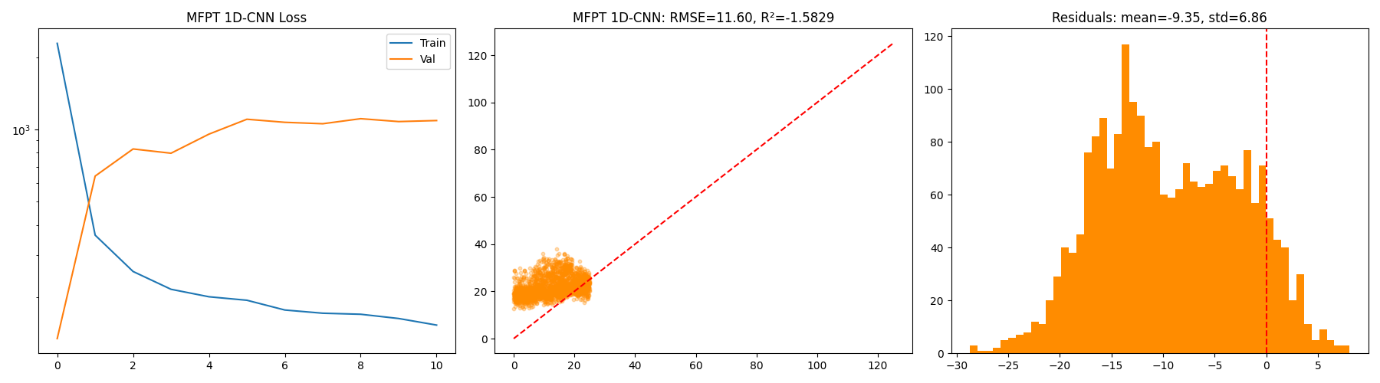 MFPT 1D-CNN Loss
Train
Val
10³
0 2 4 6 8 10
MFPT 1D-CNN: RMSE=11.60, R²=-1.5829
120
100
80
60
40
20
0
0 20 40 60 80 100 120
Residuals: mean=-9.35, std=6.86
120
100
80
60
40
20
0
−30 −25 −20 −15 −10 −5 0 5